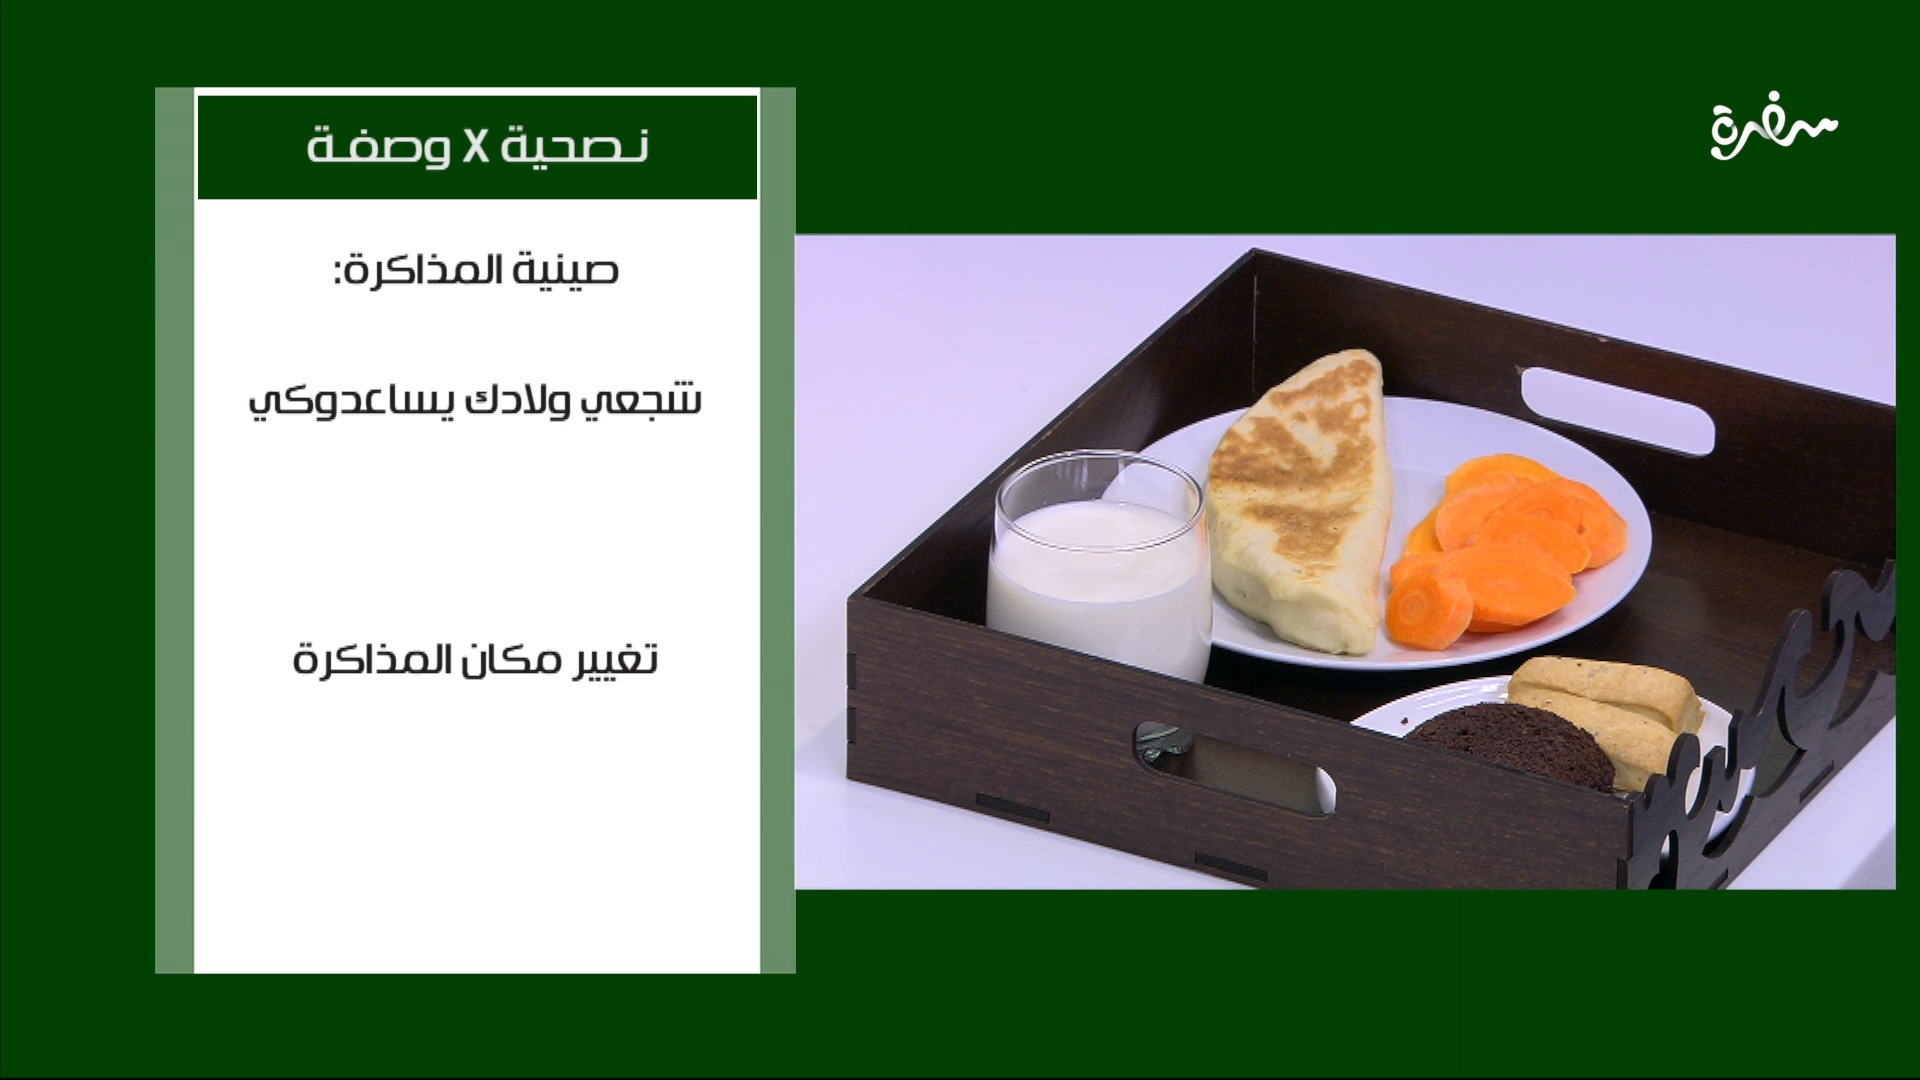 سفرة
نصحية X وصفة
صينية المذاكرة:
شجعي ولادك يساعدوكي
تغيير مكان المذاكرة